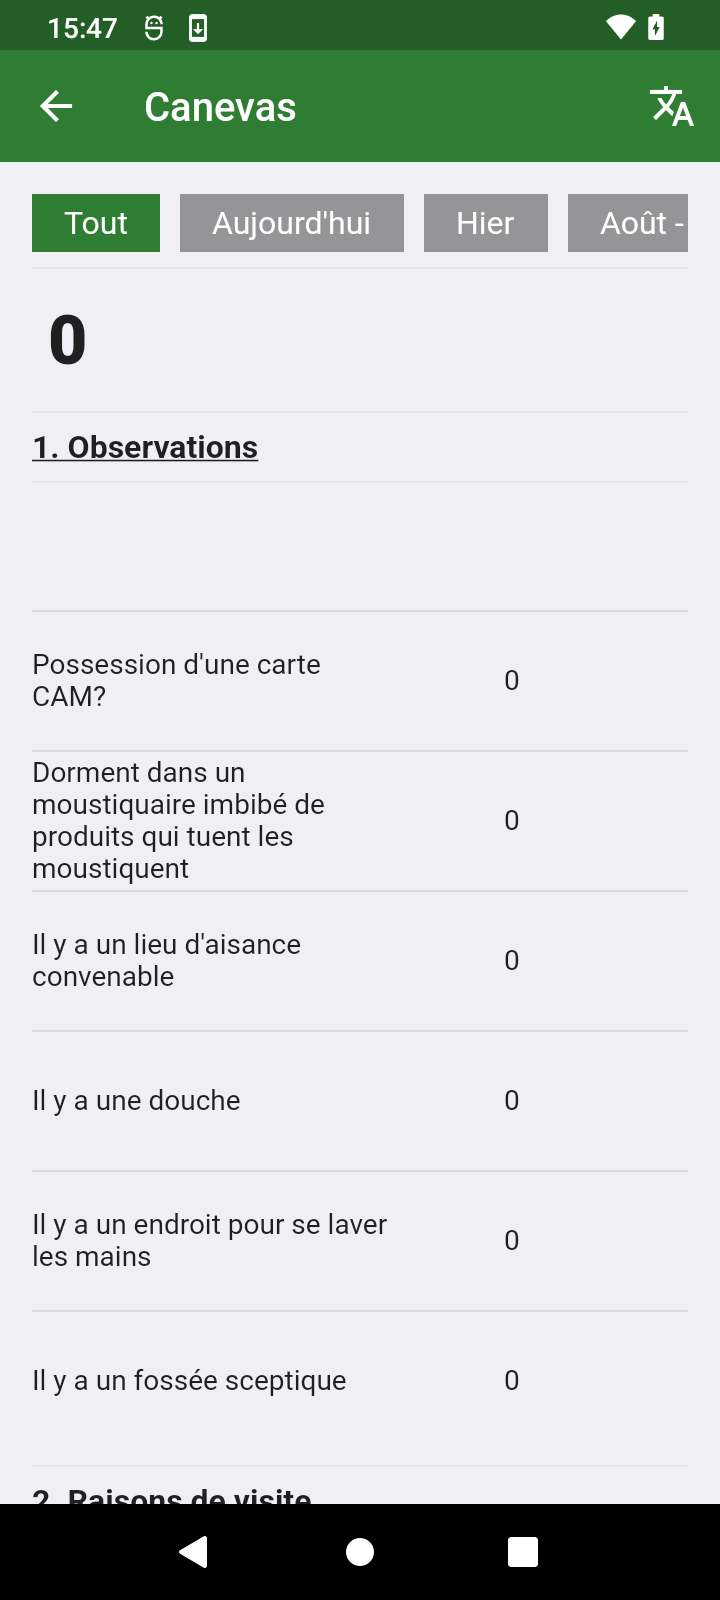 15:47
Canevas
Tout
Aujourd'hui
Hier
Août -
0
1. Observations
Possession d'une carte
CAM?
0
Dorment dans un
moustiquaire imbibé de
produits qui tuent les
moustiquent
0
Il y a un lieu d'aisance
convenable
0
Il y a une douche
0
Il y a un endroit pour se laver
les mains
0
Il y a un fossée sceptique
0
2. Raisons de visite